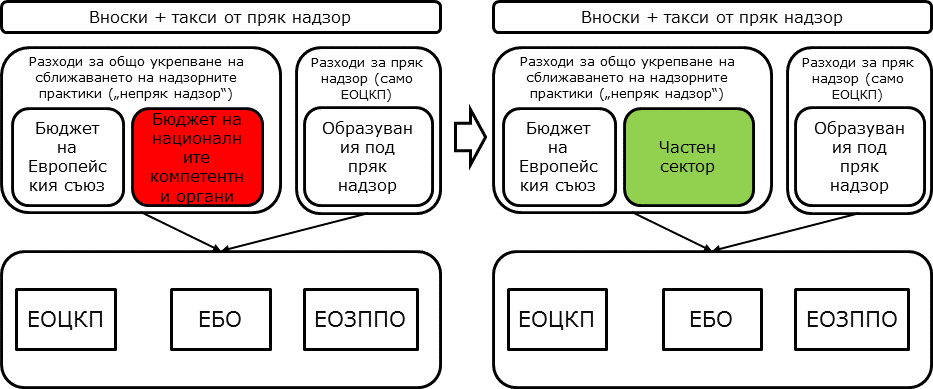 Вноски + такси от пряк надзор
Разходи за общо укрепване на
сближаването на надзорните
практики („непряк надзор“)
Бюджет
на
Европейс
кия съюз
Бюджет на
националн
ите
компетентн
и органи
Разходи за пряк
надзор (само
ЕОЦКП)
Образуван
ия под
пряк
надзор
ЕОЦКП
ЕБО
ЕОЗППО
Вноски + такси от пряк надзор
Разходи за общо укрепване на
сближаването на надзорните
практики („непряк надзор“)
Бюджет
на
Европейс
кия съюз
Частен
сектор
Разходи за пряк
надзор (само
ЕОЦКП)
Образуван
ия под
пряк
надзор
ЕОЦКП
ЕБО
ЕОЗППО